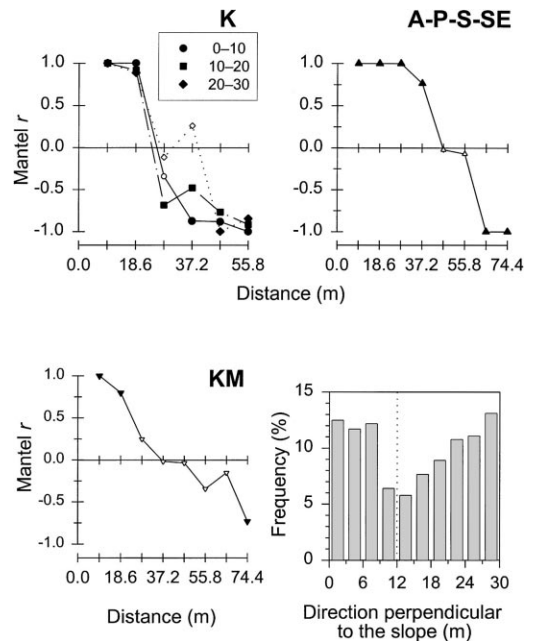 K
0–10
10–20
20–30
1.0
0.5
0.0
-0.5
-1.0
Mantel r
0.0 18.6 37.2 55.8
A-P-S-SE
1.0
0.5
0.0
-0.5
-1.0
0.0 18.6 37.2 55.8 74.4
Distance (m)
KM
1.0
0.5
0.0
-0.5
-1.0
Mantel r
0.0 18.6 37.2 55.8 74.4
Distance (m)
15
10
5
0
Frequency (%)
0 6 12 18 24 30
Direction perpendicular
to the slope (m)